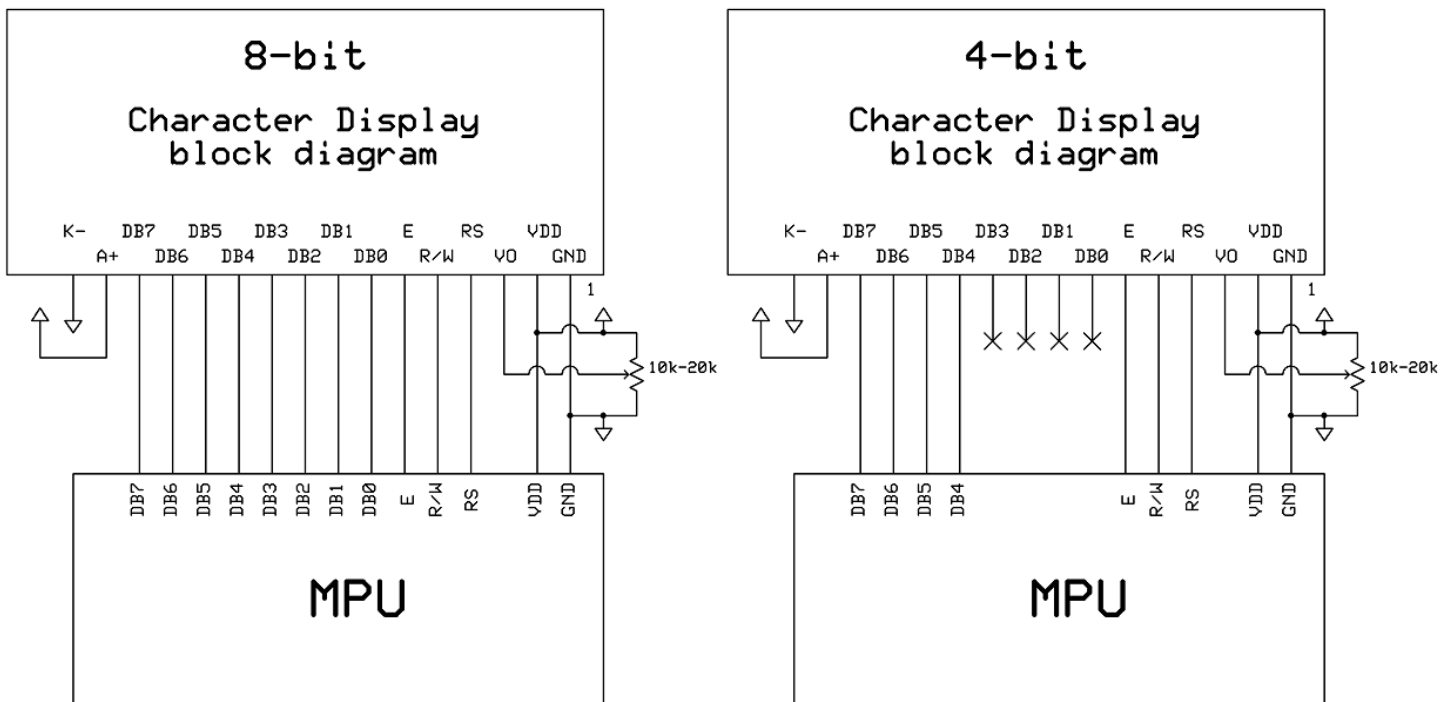 8-bit
Character Display
block diagram
K- DB7 DB5 DB3 DB1 E RS VDD
A+ DB6 DB4 DB2 DB0 R/W VO GND
1
10k-20k
DB7 DB6 DB5 DB4 DB3 DB2 DB1 DB0 E R/W RS VDD GND
MPU
4-bit
Character Display
block diagram
K- DB7 DB5 DB3 DB1 E RS VDD
A+ DB6 DB4 DB2 DB0 R/W VO GND
1
10k-20k
DB7 DB6 DB5 DB4 E R/W RS VDD GND
MPU